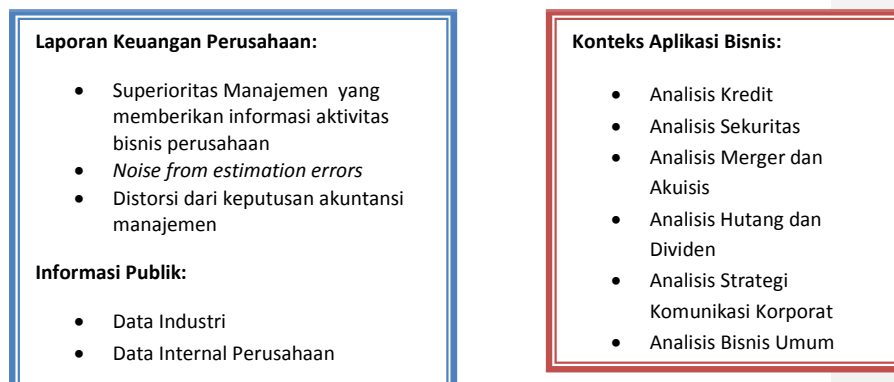 Laporan Keuangan Perusahaan:
• Superioritas Manajemen yang
memberikan informasi aktivitas
bisnis perusahaan
• Noise from estimation errors
• Distorsi dari keputusan akuntansi
manajemen
Informasi Publik:
• Data Industri
• Data Internal Perusahaan
Konteks Aplikasi Bisnis:
• Analisis Kredit
• Analisis Sekuritas
• Analisis Merger dan
Akuisis
• Analisis Hutang dan
Dividen
• Analisis Strategi
Komunikasi Korporat
• Analisis Bisnis Umum